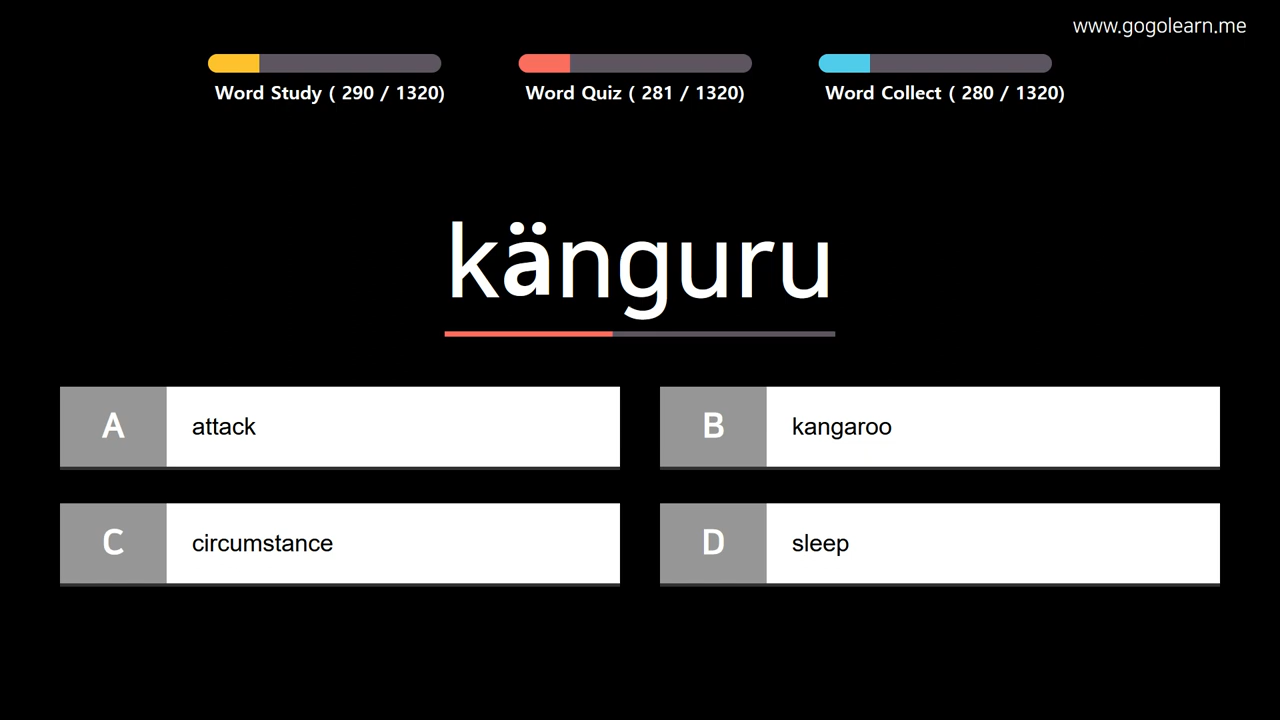 www.gogolearn.me
Word Study ( 290 / 1320)
Word Quiz ( 281 / 1320)
Word Collect ( 280 / 1320)
känguru
A
attack
B
kangaroo
C
circumstance
D
sleep